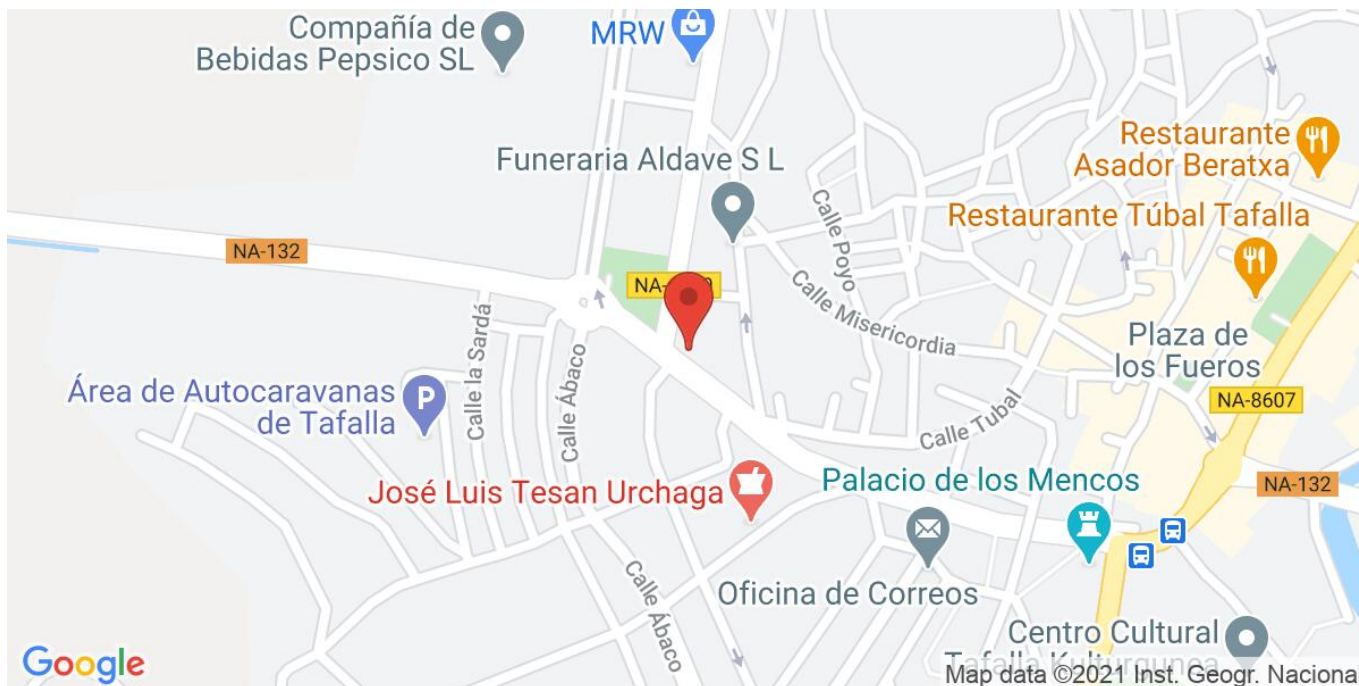 Compañía de
Bebidas Pepsico SL
MRW
Restaurante
Asador Beratxa
Funeraria Aldave S L
Calle Poyo
Restaurante Túbal Tafalla
NA-132
NA-
Calle Misericordia
Plaza de
los Fueros
Calle la Sardá
Calle Ábaco
Área de Autocaravanas
de Tafalla
P
NA-8607
Calle Tubal
José Luis Tesan Urchaga
Palacio de los Mencos
NA-132
Oficina de Correos
Calle Ábaco
Centro Cultural
Tafalla Kulturgunea
Google
Map data ©2021 Inst. Geogr. Naciona